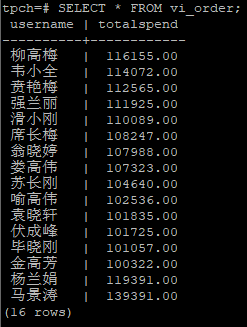 tpch=# SELECT * FROM vi_order;
 username | totalspend
----------+------------
 柳高梅   |  116155.00
 韦小全   |  114072.00
 贲艳梅   |  112565.00
 强兰丽   |  111925.00
 滑小刚   |  110089.00
 席长梅   |  108247.00
 翁晓婷   |  107988.00
 娄高伟   |  107323.00
 苏长刚   |  104640.00
 喻高伟   |  102536.00
 袁晓轩   |  101835.00
 伏成峰   |  101725.00
 毕晓刚   |  101057.00
 金高芳   |  100322.00
 杨兰娟   |  119391.00
 马景涛   |  139391.00
(16 rows)